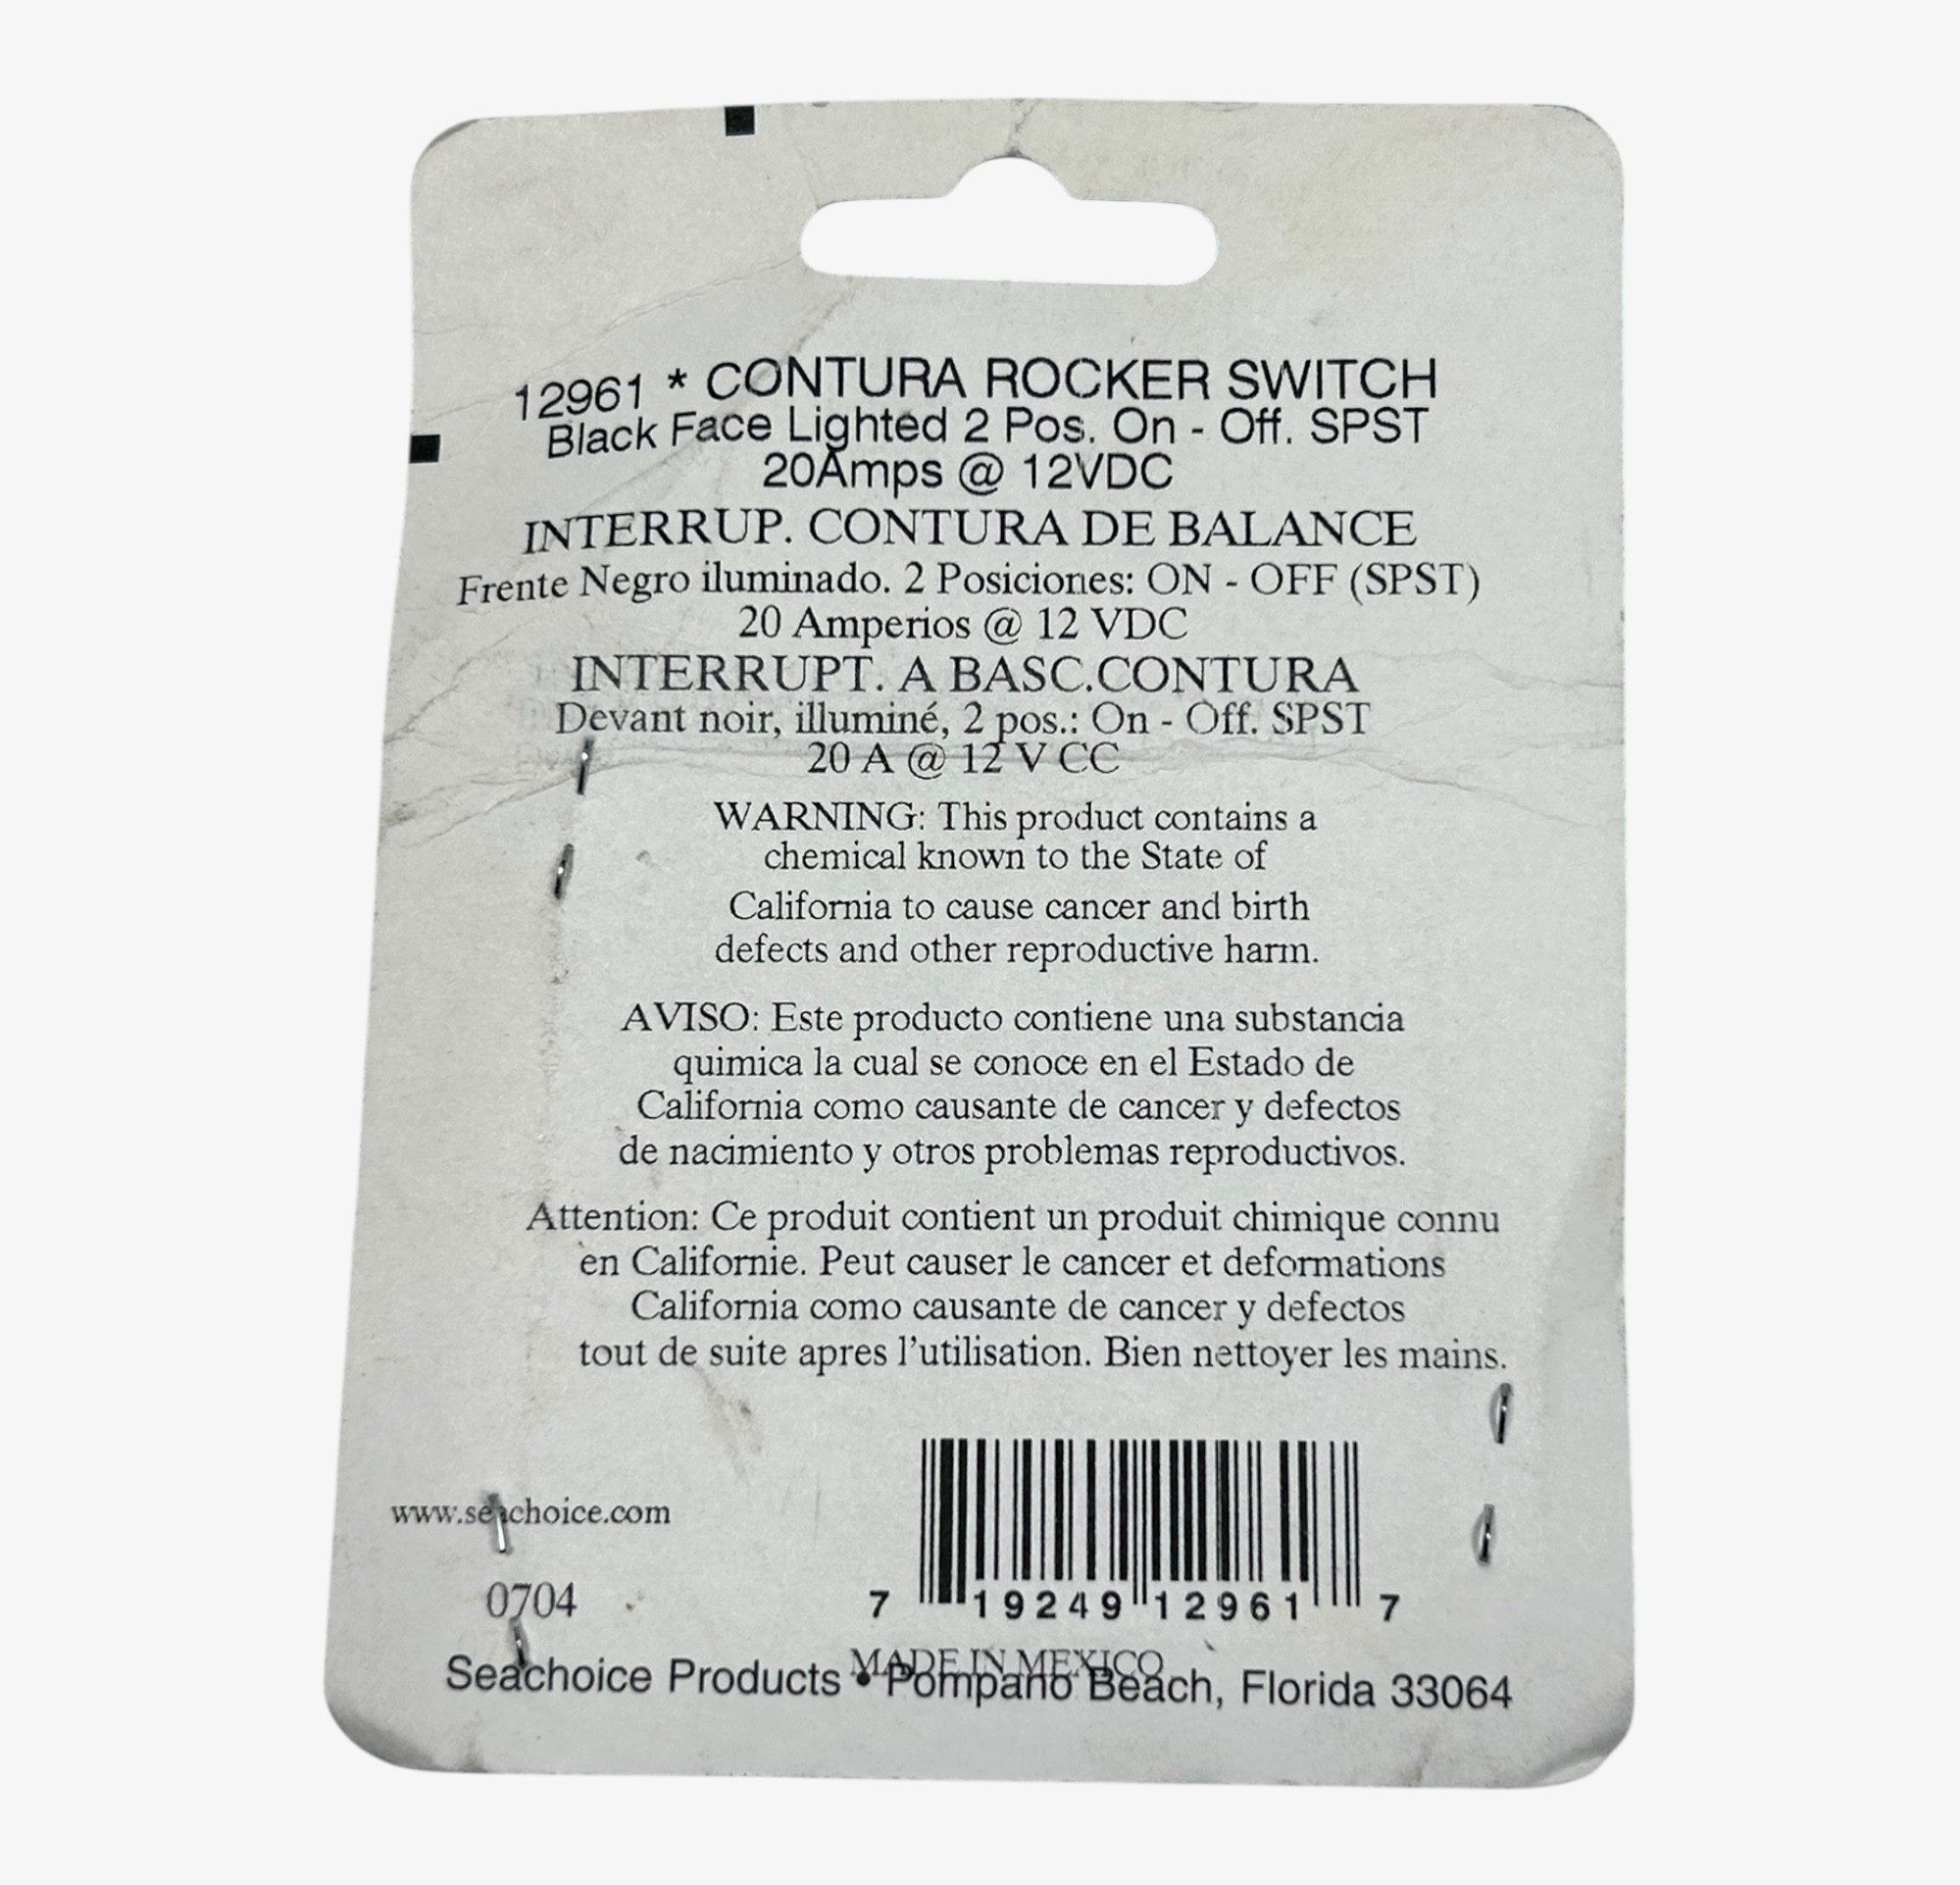 12961 * CONTURA ROCKER SWITCH
Black Face Lighted 2 Pos. On - Off. SPST
20Amps @ 12VDC
INTERRUP. CONTURA DE BALANCE
Frente Negro iluminado. 2 Posiciones: ON - OFF (SPST)
20 Amperios @ 12 VDC
INTERRUPT. A BASC.CONTURA
Devant noir, illuminé, 2 pos.: On - Off. SPST
20 A @ 12 V CC
WARNING: This product contains a
chemical known to the State of
California to cause cancer and birth
defects and other reproductive harm.
AVISO: Este producto contiene una substancia
quimica la cual se conoce en el Estado de
California como causante de cancer y defectos
de nacimiento y otros problemas reproductivos.
Attention: Ce produit contient un produit chimique connu
en Californie. Peut causer le cancer et deformations
California como causante de cancer y defectos
tout de suite apres l'utilisation. Bien nettoyer les mains.
www.seachoice.com
0704
7 19249 12961 7
MADE IN MEXICO
Seachoice Products • Pompano Beach, Florida 33064